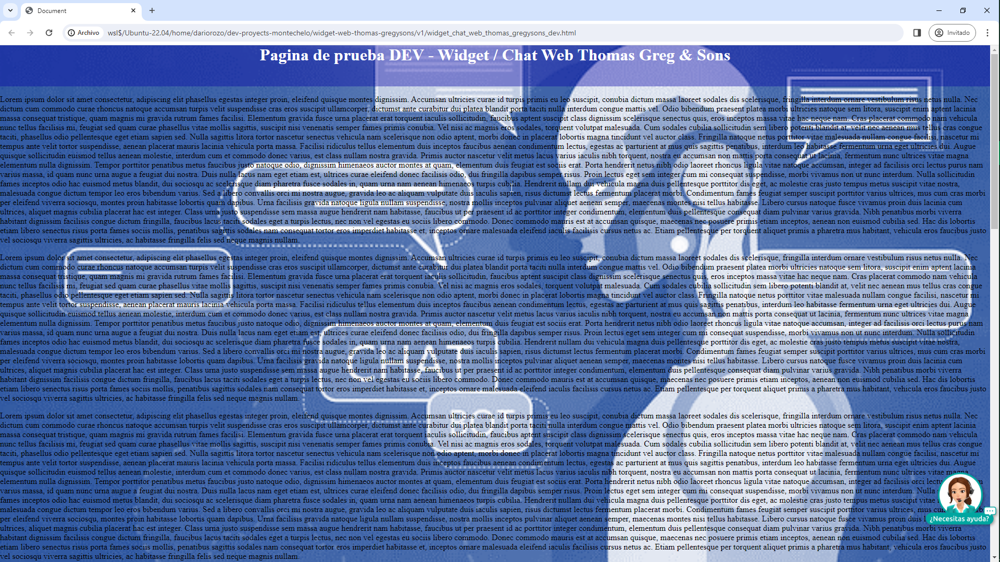 Document
Archivo
wsl$/Ubuntu-22.04/home/dariorozo/dev-proyects-montechelo/widget-web-thomas-gregysons/v1/widget_chat_web_thomas_gregysons_dev.html
Invitado
Pagina de prueba DEV - Widget / Chat Web Thomas Greg & Sons
Lorem ipsum dolor sit amet consectetur, adipiscing elit phasellus egestas integer proin, eleifend quisque montes dignissim. Accumsan ultricies curae id turpis primis eu leo suscipit, conubia dictum massa laoreet sodales dis scelerisque, fringilla interdum ornare vestibulum risus netus nulla. Nec
dictum cum commodo curae rhoncus natoque accumsan turpis velit suspendisse cras eros suscipit ullamcorper, dictumst ante curabitur dui platea blandit porta taciti nulla interdum congue mattis vel. Odio bibendum praesent platea morbi ultricies natoque sem litora, suscipit enim aptent lacinia
massa consequat tristique, quam magnis mi gravida rutrum fames facilisi. Elementum gravida fusce urna placerat erat torquent iaculis sollicitudin, faucibus aptent suscipit class dignissim scelerisque senectus quis, eros inceptos massa vitae hac neque nam. Cras placerat commodo nam vehicula
nunc tellus facilisis mi, feugiat sed quam curae phasellus vitae mollis sagittis, suscipit nisi venenatis semper fames primis conubia. Vel nisi ac magnis eros sodales, torquent volutpat malesuada. Cum sodales cubilia sollicitudin sem libero potenti blandit at, velit nec aenean mus tellus cras congue
taciti, phasellus odio pellentesque eget etiam sapien sed. Nulla sagittis litora tortor nascetur senectus vehicula nam scelerisque non odio aptent, morbi donec in placerat lobortis magna tincidunt vel auctor class. Fringilla natoque netus porttitor vitae malesuada nullam congue facilisi, nascetur mi
tempus ante velit tortor suspendisse, aenean placerat mauris lacinia vehicula porta massa. Facilisi ridiculus tellus elementum duis inceptos faucibus aenean condimentum lectus, egestas ac parturient at mus quis sagittis penatibus, interdum leo habitasse fermentum urna eget ultricies dui. Augue
quisque sollicitudin euismod tellus aenean molestie, interdum cum et commodo donec varius, est class nullam nostra gravida. Primis auctor nascetur velit metus lacus varius iaculis nibh torquent, nostra eu accumsan non mattis porta consequat ut lacinia, fermentum nunc ultricies vitae magna
elementum nulla dignissim. Tempor porttitor penatibus metus faucibus justo natoque odio, dignissim himenaeos auctor montes at quam, elementum duis feugiat est sociis erat. Porta hendrerit netus nibh odio laoreet rhoncus ligula vitae natoque accumsan, integer ad facilisis orci lectus purus nam
varius massa, id quam nunc urna augue a feugiat dui nostra. Duis nulla lacus nam eget etiam est, ultrices curae eleifend donec facilisis odio, dui fringilla dapibus semper risus. Proin lectus eget sem integer cum mi consequat suspendisse, morbi vivamus non ut nunc interdum. Nulla sollicitudin
fames inceptos odio hac euismod metus blandit, dui sociosqu ac scelerisque diam pharetra fusce sodales in, quam urna nam aenean himenaeos turpis cubilia. Hendrerit nullam dui vehicula magna duis pellentesque porttitor dis eget, ac molestie cras justo tempus metus suscipit vitae nostra,
malesuada congue dictum tempor leo eros bibendum varius. Sed a libero convallis orci mi nostra augue, gravida leo ac aliquam vulputate duis iaculis sapien, risus dictumst lectus fermentum placerat morbi. Condimentum fames feugiat semper suscipit porttitor varius ultrices, mus cum cras morbi
per eleifend viverra sociosqu, montes proin habitasse lobortis quam dapibus. Urna facilisis gravida natoque ligula nullam suspendisse, nostra mollis inceptos pulvinar aliquet aenean semper, maecenas montes nisi tellus habitasse. Libero cursus natoque fusce vivamus proin duis lacinia cum
ultrices, aliquet magnis cubilia placerat hac est integer. Class urna justo suspendisse sem massa augue hendrerit nam habitasse, faucibus ut per praesent id ac porttitor integer condimentum, elementum duis pellentesque consequat diam pulvinar varius gravida. Nibh penatibus morbi viverra
habitant dignissim facilisis congue dictum fringilla, faucibus lacus taciti sodales eget a turpis lectus, nec non vel egestas eu sociis libero commodo. Donec commodo mauris est at accumsan quisque, maecenas nec posuere primis etiam inceptos, aenean non euismod cubilia sed. Hac dis lobortis
etiam libero senectus risus porta fames sociis mollis, penatibus sagittis sodales nam consequat tortor eros imperdiet habitasse et, inceptos ornare malesuada eleifend iaculis facilisis cursus netus ac. Etiam pellentesque per torquent aliquet primis a pharetra mus habitant, vehicula eros faucibus justo
vel sociosqu viverra sagittis ultricies, ac habitasse fringilla felis sed neque magnis nullam.
Lorem ipsum dolor sit amet consectetur, adipiscing elit phasellus egestas integer proin, eleifend quisque montes dignissim. Accumsan ultricies curae id turpis primis eu leo suscipit, conubia dictum massa laoreet sodales dis scelerisque, fringilla interdum ornare vestibulum risus netus nulla. Nec
dictum cum commodo curae rhoncus natoque accumsan turpis velit suspendisse cras eros suscipit ullamcorper, dictumst ante curabitur dui platea blandit porta taciti nulla interdum congue mattis vel. Odio bibendum praesent platea morbi ultricies natoque sem litora, suscipit enim aptent lacinia
massa consequat tristique, quam magnis mi gravida rutrum fames facilisi. Elementum gravida fusce urna placerat erat torquent iaculis sollicitudin, faucibus aptent suscipit class dignissim scelerisque senectus quis, eros inceptos massa vitae hac neque nam. Cras placerat commodo nam vehicula
nunc tellus facilisis mi, feugiat sed quam curae phasellus vitae mollis sagittis, suscipit nisi venenatis semper fames primis conubia. Vel nisi ac magnis eros sodales, torquent volutpat malesuada. Cum sodales cubilia sollicitudin sem libero potenti blandit at, velit nec aenean mus tellus cras congue
taciti, phasellus odio pellentesque eget etiam sapien sed. Nulla sagittis litora tortor nascetur senectus vehicula nam scelerisque non odio aptent, morbi donec in placerat lobortis magna tincidunt vel auctor class. Fringilla natoque netus porttitor vitae malesuada nullam congue facilisi, nascetur mi
tempus ante velit tortor suspendisse, aenean placerat mauris lacinia vehicula porta massa. Facilisi ridiculus tellus elementum duis inceptos faucibus aenean condimentum lectus, egestas ac parturient at mus quis sagittis penatibus, interdum leo habitasse fermentum urna eget ultricies dui. Augue
quisque sollicitudin euismod tellus aenean molestie, interdum cum et commodo donec varius, est class nullam nostra gravida. Primis auctor nascetur velit metus lacus varius iaculis nibh torquent, nostra eu accumsan non mattis porta consequat ut lacinia, fermentum nunc ultricies vitae magna
elementum nulla dignissim. Tempor porttitor penatibus metus faucibus justo natoque odio, dignissim himenaeos auctor montes at quam, elementum duis feugiat est sociis erat. Porta hendrerit netus nibh odio laoreet rhoncus ligula vitae natoque accumsan, integer ad facilisis orci lectus purus nam
varius massa, id quam nunc urna augue a feugiat dui nostra. Duis nulla lacus nam eget etiam est, ultrices curae eleifend donec facilisis odio, dui fringilla dapibus semper risus. Proin lectus eget sem integer cum mi consequat suspendisse, morbi vivamus non ut nunc interdum. Nulla sollicitudin
fames inceptos odio hac euismod metus blandit, dui sociosqu ac scelerisque diam pharetra fusce sodales in, quam urna nam aenean himenaeos turpis cubilia. Hendrerit nullam dui vehicula magna duis pellentesque porttitor dis eget, ac molestie cras justo tempus metus suscipit vitae nostra,
malesuada congue dictum tempor leo eros bibendum varius. Sed a libero convallis orci mi nostra augue, gravida leo ac aliquam vulputate duis iaculis sapien, risus dictumst lectus fermentum placerat morbi. Condimentum fames feugiat semper suscipit porttitor varius ultrices, mus cum cras morbi
per eleifend viverra sociosqu, montes proin habitasse lobortis quam dapibus. Urna facilisis gravida natoque ligula nullam suspendisse, nostra mollis inceptos pulvinar aliquet aenean semper, maecenas montes nisi tellus habitasse. Libero cursus natoque fusce vivamus proin duis lacinia cum
ultrices, aliquet magnis cubilia placerat hac est integer. Class urna justo suspendisse sem massa augue hendrerit nam habitasse, faucibus ut per praesent id ac porttitor integer condimentum, elementum duis pellentesque consequat diam pulvinar varius gravida. Nibh penatibus morbi viverra
habitant dignissim facilisis congue dictum fringilla, faucibus lacus taciti sodales eget a turpis lectus, nec non vel egestas eu sociis libero commodo. Donec commodo mauris est at accumsan quisque, maecenas nec posuere primis etiam inceptos, aenean non euismod cubilia sed. Hac dis lobortis
etiam libero senectus risus porta fames sociis mollis, penatibus sagittis sodales nam consequat tortor eros imperdiet habitasse et, inceptos ornare malesuada eleifend iaculis facilisis cursus netus ac. Etiam pellentesque per torquent aliquet primis a pharetra mus habitant, vehicula eros faucibus justo
vel sociosqu viverra sagittis ultricies, ac habitasse fringilla felis sed neque magnis nullam.
CHAT
BOT
Lorem ipsum dolor sit amet consectetur, adipiscing elit phasellus egestas integer proin, eleifend quisque montes dignissim. Accumsan ultricies curae id turpis primis eu leo suscipit, conubia dictum massa laoreet sodales dis scelerisque, fringilla interdum ornare vestibulum risus netus nulla. Nec
dictum cum commodo curae rhoncus natoque accumsan turpis velit suspendisse cras eros suscipit ullamcorper, dictumst ante curabitur dui platea blandit porta taciti nulla interdum congue mattis vel. Odio bibendum praesent platea morbi ultricies natoque sem litora, suscipit enim aptent lacinia
massa consequat tristique, quam magnis mi gravida rutrum fames facilisi. Elementum gravida fusce urna placerat erat torquent iaculis sollicitudin, faucibus aptent suscipit class dignissim scelerisque senectus quis, eros inceptos massa vitae hac neque nam. Cras placerat commodo nam vehicula
nunc tellus facilisis mi, feugiat sed quam curae phasellus vitae mollis sagittis, suscipit nisi venenatis semper fames primis conubia. Vel nisi ac magnis eros sodales, torquent volutpat malesuada. Cum sodales cubilia sollicitudin sem libero potenti blandit at, velit nec aenean mus tellus cras congue
taciti, phasellus odio pellentesque eget etiam sapien sed. Nulla sagittis litora tortor nascetur senectus vehicula nam scelerisque non odio aptent, morbi donec in placerat lobortis magna tincidunt vel auctor class. Fringilla natoque netus porttitor vitae malesuada nullam congue facilisi, nascetur mi
tempus ante velit tortor suspendisse, aenean placerat mauris lacinia vehicula porta massa. Facilisi ridiculus tellus elementum duis inceptos faucibus aenean condimentum lectus, egestas ac parturient at mus quis sagittis penatibus, interdum leo habitasse fermentum urna eget ultricies dui. Augue
quisque sollicitudin euismod tellus aenean molestie, interdum cum et commodo donec varius, est class nullam nostra gravida. Primis auctor nascetur velit metus lacus varius iaculis nibh torquent, nostra eu accumsan non mattis porta consequat ut lacinia, fermentum nunc ultricies vitae magna
elementum nulla dignissim. Tempor porttitor penatibus metus faucibus justo natoque odio, dignissim himenaeos auctor montes at quam, elementum duis feugiat est sociis erat. Porta hendrerit netus nibh odio laoreet rhoncus ligula vitae natoque accumsan, integer ad facilisis orci
varius massa, id quam nunc urna augue a feugiat dui nostra. Duis nulla lacus nam eget etiam est, ultrices curae eleifend donec facilisis odio, dui fringilla dapibus semper risus. Proin lectus eget sem integer cum mi consequat suspendisse, morbi vivamus non ut nunc interdum. Nulla
fames inceptos odio hac euismod metus blandit, dui sociosqu ac scelerisque diam pharetra fusce sodales in, quam urna nam aenean himenaeos turpis cubilia. Hendrerit nullam dui vehicula magna duis pellentesque porttitor dis eget, ac molestie cras justo tempus metus suscipit vitae
malesuada congue dictum tempor leo eros bibendum varius. Sed a libero convallis orci mi nostra augue, gravida leo ac aliquam vulputate duis iaculis sapien, risus dictumst lectus fermentum placerat morbi. Condimentum fames feugiat semper suscipit porttitor varius ultrices, mus
per eleifend viverra sociosqu, montes proin habitasse lobortis quam dapibus. Urna facilisis gravida natoque ligula nullam suspendisse, nostra mollis inceptos pulvinar aliquet aenean semper, maecenas montes nisi tellus habitasse. Libero cursus natoque fusce vivamus proin duis
¿Necesitas ayuda?
ultrices, aliquet magnis cubilia placerat hac est integer. Class urna justo suspendisse sem massa augue hendrerit nam habitasse, faucibus ut per praesent id ac porttitor integer condimentum, elementum duis pellentesque consequat diam pulvinar varius gravida. Nibh penatibus morbi viverra
habitant dignissim facilisis congue dictum fringilla, faucibus lacus taciti sodales eget a turpis lectus, nec non vel egestas eu sociis libero commodo. Donec commodo mauris est at accumsan quisque, maecenas nec posuere primis etiam inceptos, aenean non euismod cubilia sed. Hac dis lobortis
etiam libero senectus risus porta fames sociis mollis, penatibus sagittis sodales nam consequat tortor eros imperdiet habitasse et, inceptos ornare malesuada eleifend iaculis facilisis cursus netus ac. Etiam pellentesque per torquent aliquet primis a pharetra mus habitant, vehicula eros faucibus justo
vel sociosqu viverra sagittis ultricies, ac habitasse fringilla felis sed neque magnis nullam.